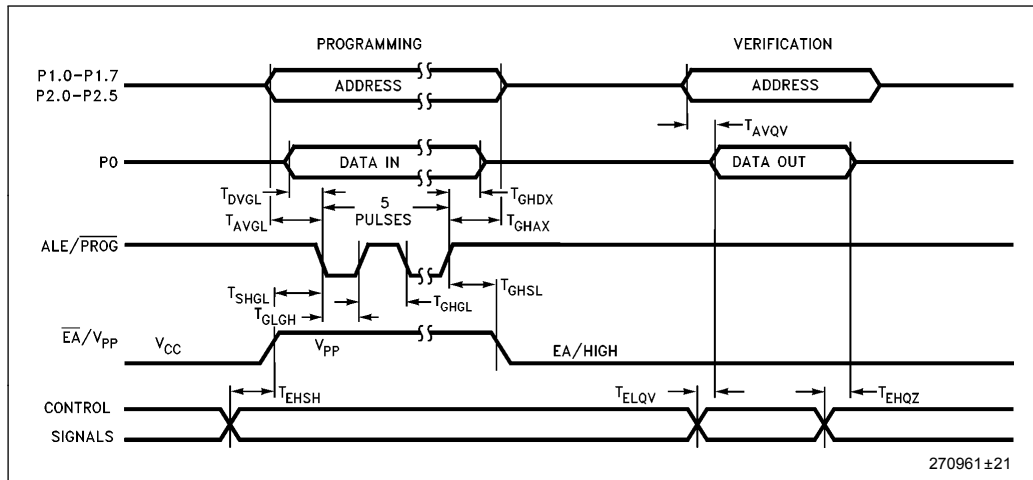 PROGRAMMING VERIFICATION
P1.0–P1.7
P2.0–P2.5
ADDRESS ADDRESS
TAVQV
P0
DATA IN DATA OUT
TDVGL 5 TGHDX
TAVGL PULSES TGHAX
ALE/PROG
TSHGL TGHGL TGHSL
TGLGH
EA/VPP
VCC VPP EA/HIGH
TEHSH TELQV TEHQZ
CONTROL
SIGNALS
270961±21